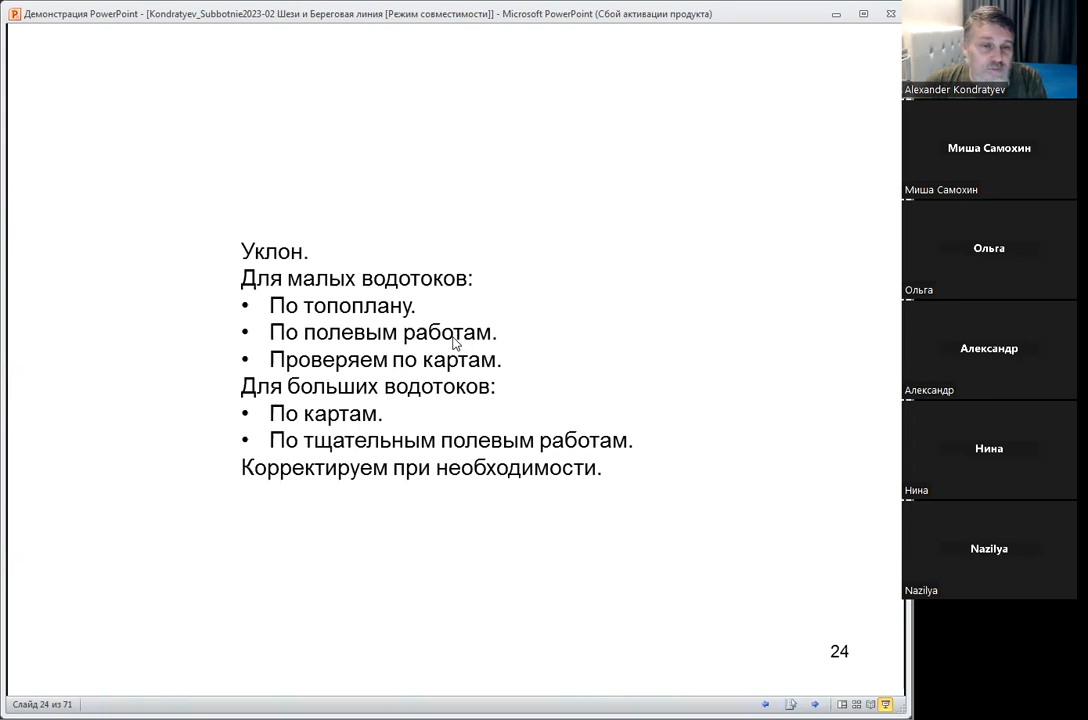 Демонстрация PowerPoint - [Kondratyev_Subbotnie2023-02 Шези и Береговая линия [Режим совместимости]] - Microsoft PowerPoint (Сбой активации продукта)
Уклон.
Для малых водотоков:
• По топоплану.
• По полевым работам.
• Проверяем по картам.
Для больших водотоков:
• По картам.
• По тщательным полевым работам.
Корректируем при необходимости.
24
Слайд 24 из 71
Alexander Kondratyev
Миша Самохин
Миша Самохин
Ольга
Ольга
Александр
Александр
Нина
Нина
Nazilya
Nazilya